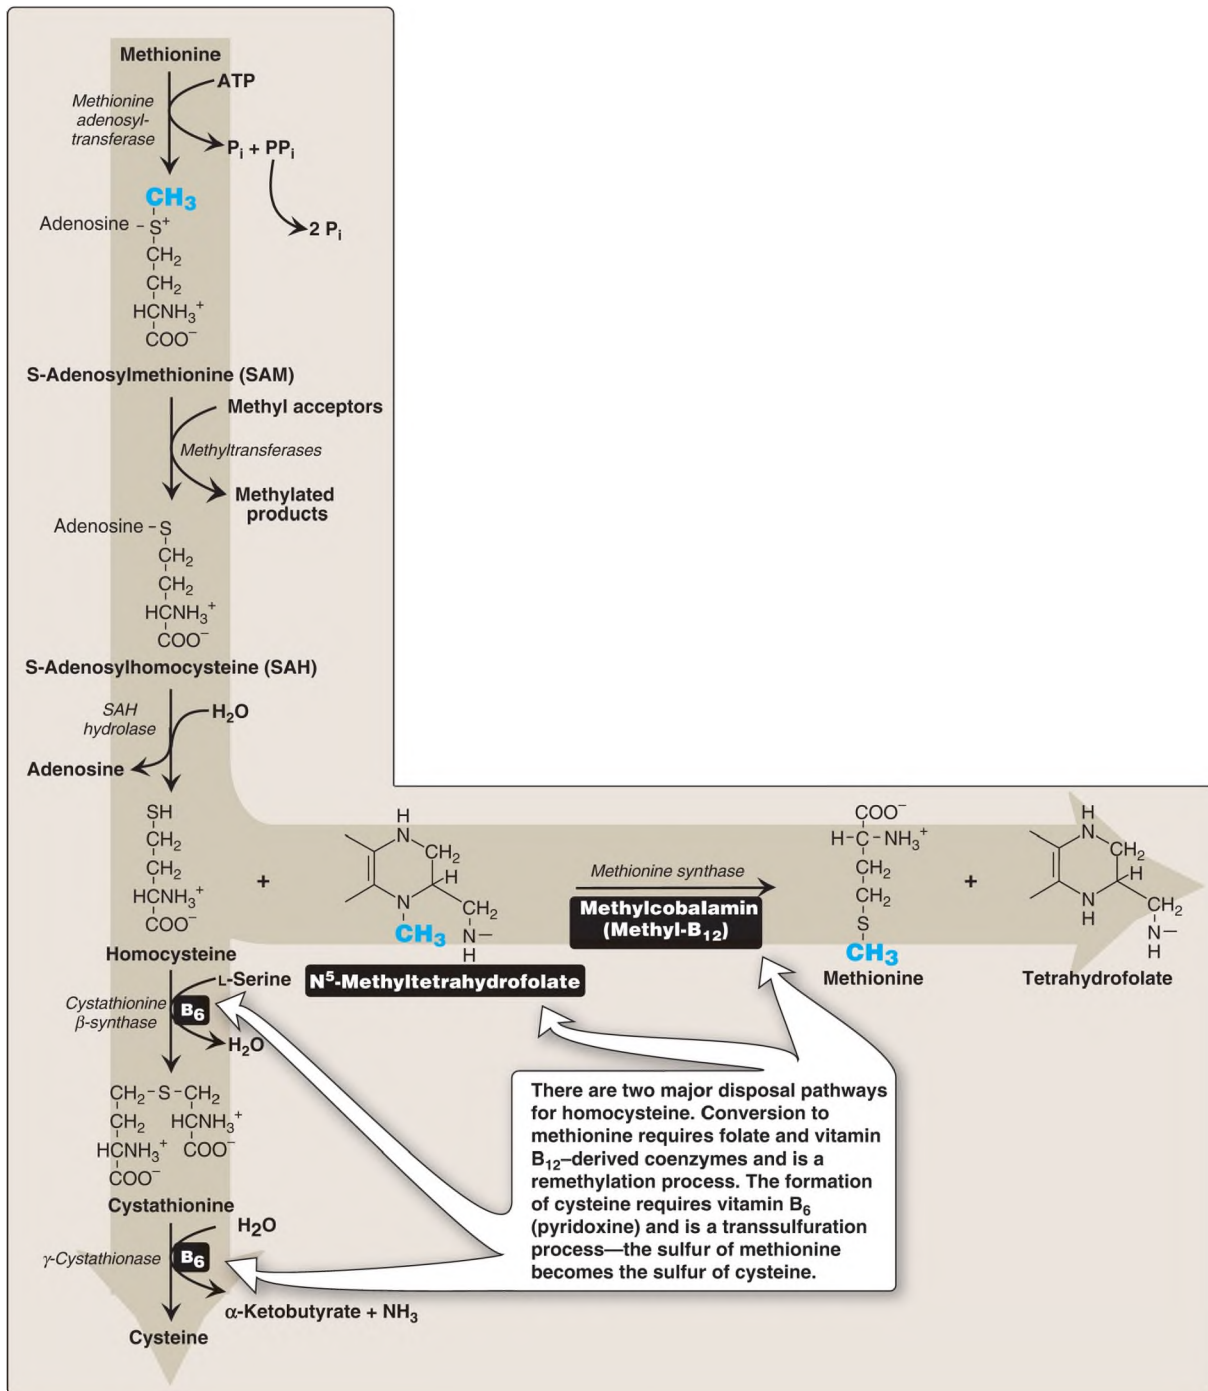 Methionine
ATP
Methionine
adenosyl-
transferase
Pi + PPi
2 Pi
CH3
Adenosine – S+
CH2
CH2
HCNH3+
COO–
S-Adenosylmethionine (SAM)
Methyl acceptors
Methyltransferases
Methylated
products
Adenosine – S
CH2
CH2
HCNH3+
COO–
S-Adenosylhomocysteine (SAH)
SAH
hydrolase
H2O
Adenosine
SH
CH2
CH2
HCNH3+
COO–
Homocysteine
+
H
N
CH2
H
N
CH3
CH2
N–
H
N5-Methyltetrahydrofolate
Methionine synthase
Methylcobalamin
(Methyl-B12)
COO–
H–C–NH3+
CH2
CH2
S
CH3
Methionine
+
H
N
CH2
H
N
H
CH2
N–
H
Tetrahydrofolate
L-Serine
Cystathionine
β-synthase
B6
H2O
CH2–S–CH2
CH2 HCNH3+
HCNH3+ COO–
COO–
Cystathionine
H2O
γ-Cystathionase
B6
α-Ketobutyrate + NH3
Cysteine
There are two major disposal pathways
for homocysteine. Conversion to
methionine requires folate and vitamin
B12–derived coenzymes and is a
remethylation process. The formation
of cysteine requires vitamin B6
(pyridoxine) and is a transsulfuration
process—the sulfur of methionine
becomes the sulfur of cysteine.